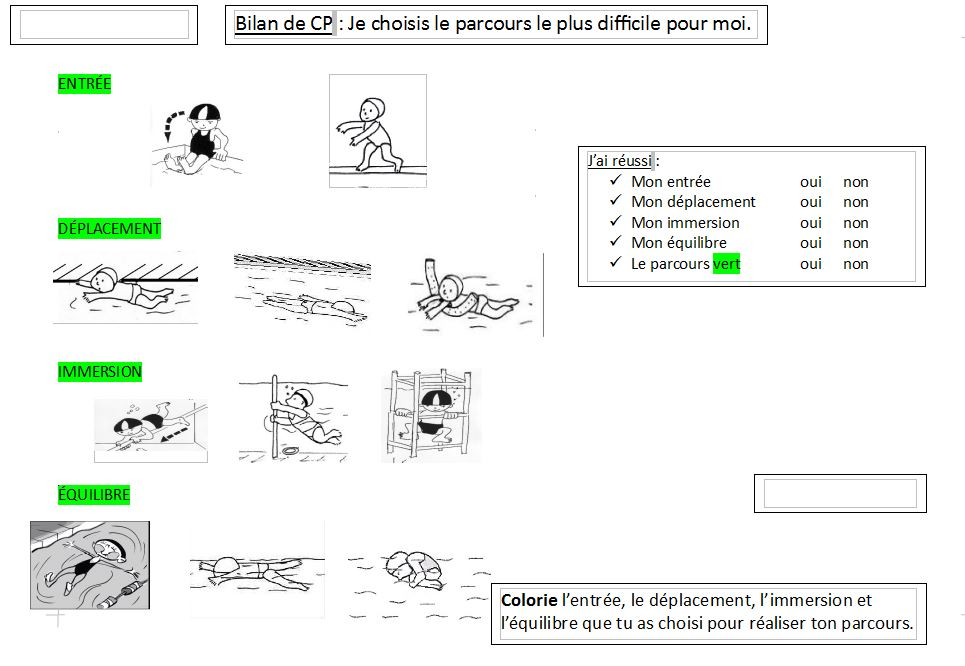 Bilan de CP : Je choisis le parcours le plus difficile pour moi.
ENTRÉE
J'ai réussi :
✓ Mon entrée oui non
✓ Mon déplacement oui non
✓ Mon immersion oui non
✓ Mon équilibre oui non
✓ Le parcours vert oui non
DÉPLACEMENT
IMMERSION
ÉQUILIBRE
Colorie l'entrée, le déplacement, l'immersion et
l'équilibre que tu as choisi pour réaliser ton parcours.